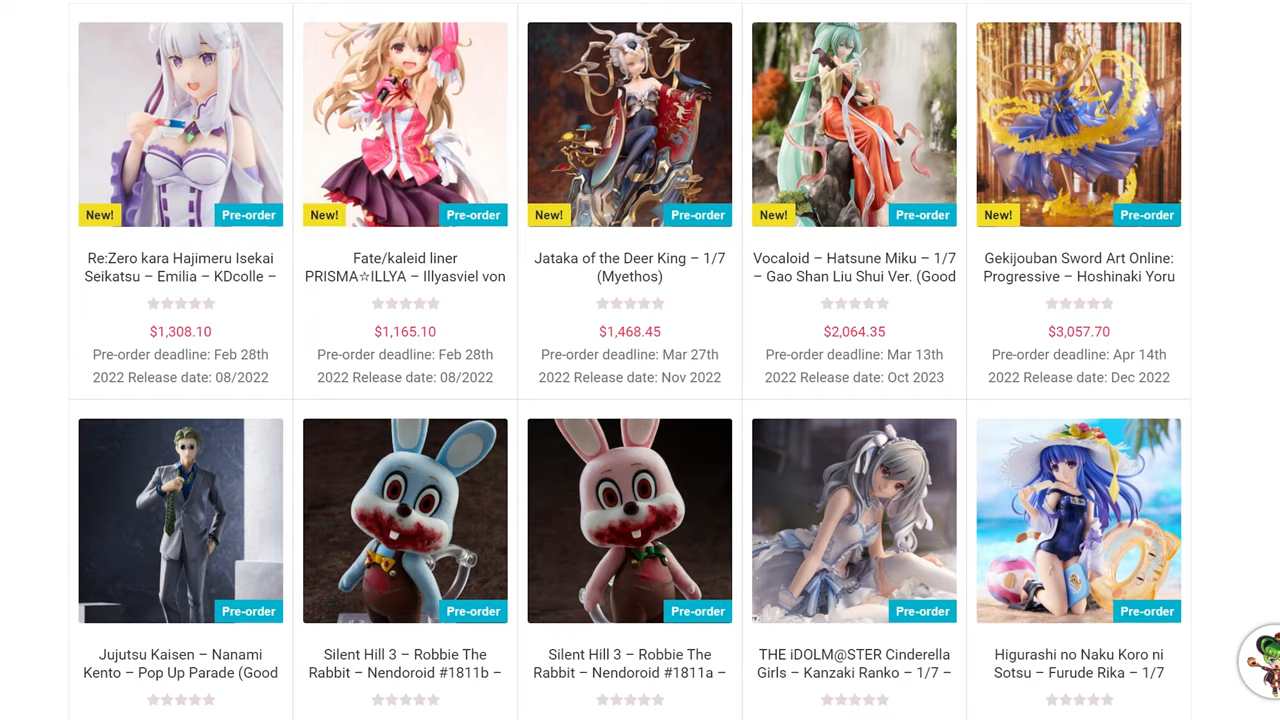 New!
Pre-order
New!
Pre-order
New!
Pre-order
New!
Pre-order
New!
Pre-order
Re:Zero kara Hajimeru Isekai
Seikatsu – Emilia – KDcolle –
Fate/kaleid liner
PRISMA☆ILLYA – Illyasviel von
Jataka of the Deer King – 1/7
(Myethos)
Vocaloid – Hatsune Miku – 1/7
– Gao Shan Liu Shui Ver. (Good
Gekijouban Sword Art Online:
Progressive – Hoshinaki Yoru
$1,308.10
$1,165.10
$1,468.45
$2,064.35
$3,057.70
Pre-order deadline: Feb 28th
2022 Release date: 08/2022
Pre-order deadline: Feb 28th
2022 Release date: 08/2022
Pre-order deadline: Mar 27th
2022 Release date: Nov 2022
Pre-order deadline: Mar 13th
2022 Release date: Oct 2023
Pre-order deadline: Apr 14th
2022 Release date: Dec 2022
Pre-order
Pre-order
Pre-order
Pre-order
Jujutsu Kaisen – Nanami
Kento – Pop Up Parade (Good
Silent Hill 3 – Robbie The
Rabbit – Nendoroid #1811b –
Silent Hill 3 – Robbie The
Rabbit – Nendoroid #1811a –
THE iDOLM@STER Cinderella
Girls – Kanzaki Ranko – 1/7 –
Higurashi no Naku Koro ni
Sotsu – Furude Rika – 1/7
Pre-order